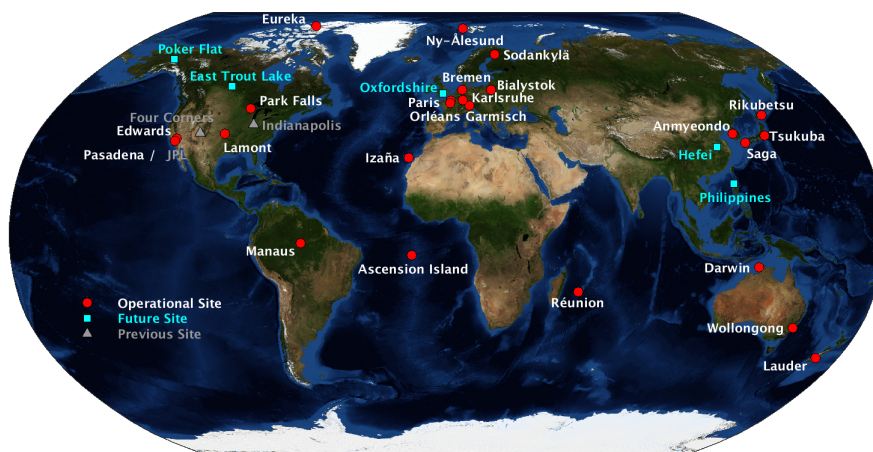 Eureka
Ny-Ålesund
Poker Flat
Sodankylä
East Trout Lake
Bremen
Oxfordshire
Bialystok
Park Falls
Paris
Karlsruhe
Rikubetsu
Four Corners
Orléans Garmisch
Indianapolis
Anmyeondo
Edwards
Tsukuba
Lamont
Pasadena / JPL
Izaña
Hefei
Saga
Philippines
Manaus
Ascension Island
Darwin
Réunion
Operational Site
Future Site
Previous Site
Wollongong
Lauder